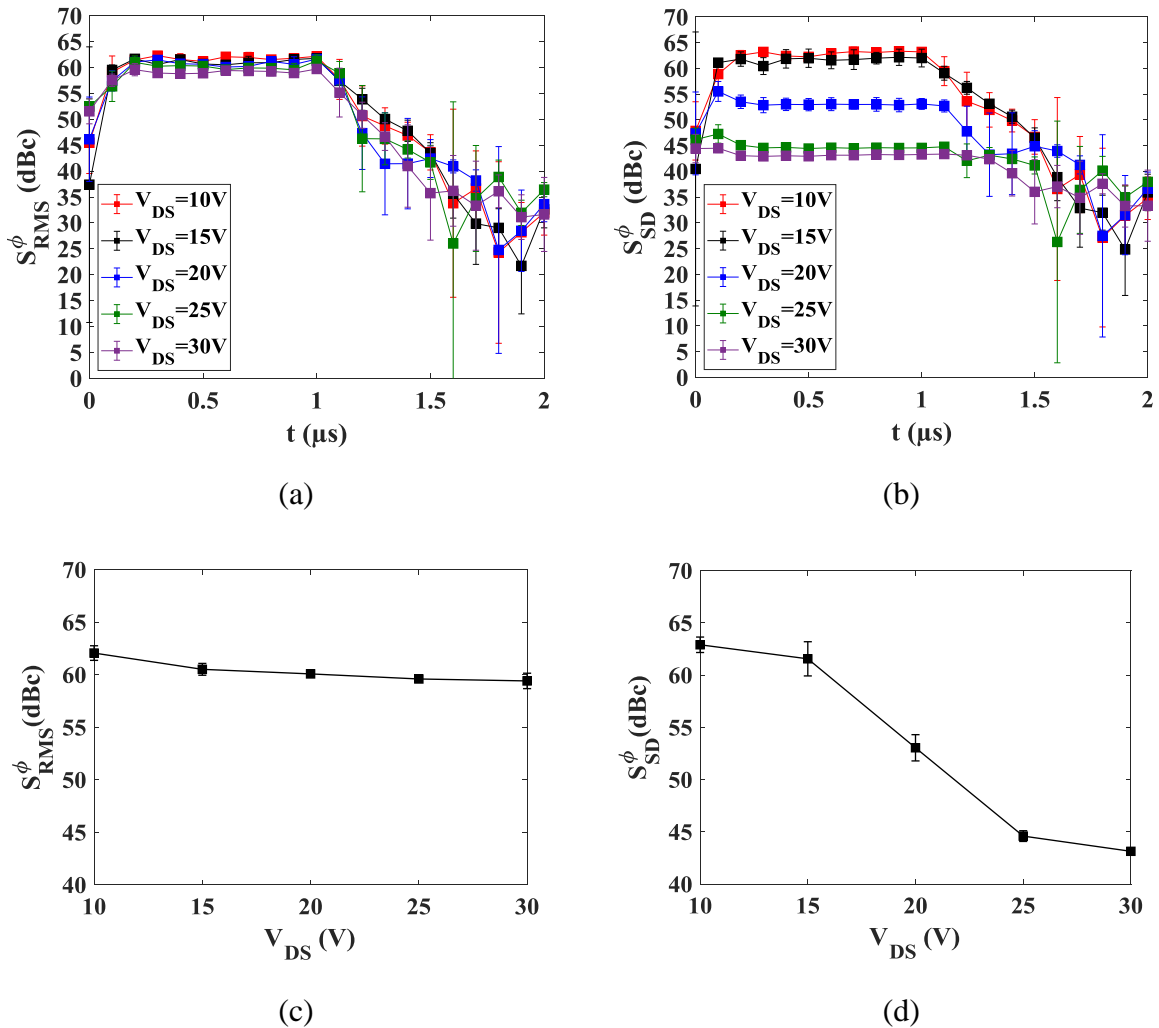 70
65
60
55
50
45
40
35
30
25
20
15
10
5
0
S^ϕ_RMS (dBc)
V_DS=10V
V_DS=15V
V_DS=20V
V_DS=25V
V_DS=30V
0 0.5 1 1.5 2
t (μs)
(a)
70
65
60
55
50
45
40
35
30
25
20
15
10
5
0
S^ϕ_SD (dBc)
V_DS=10V
V_DS=15V
V_DS=20V
V_DS=25V
V_DS=30V
0 0.5 1 1.5 2
t (μs)
(b)
70
65
60
55
50
45
40
S^ϕ_RMS (dBc)
10 15 20 25 30
V_DS (V)
(c)
70
65
60
55
50
45
40
S^ϕ_SD (dBc)
10 15 20 25 30
V_DS (V)
(d)